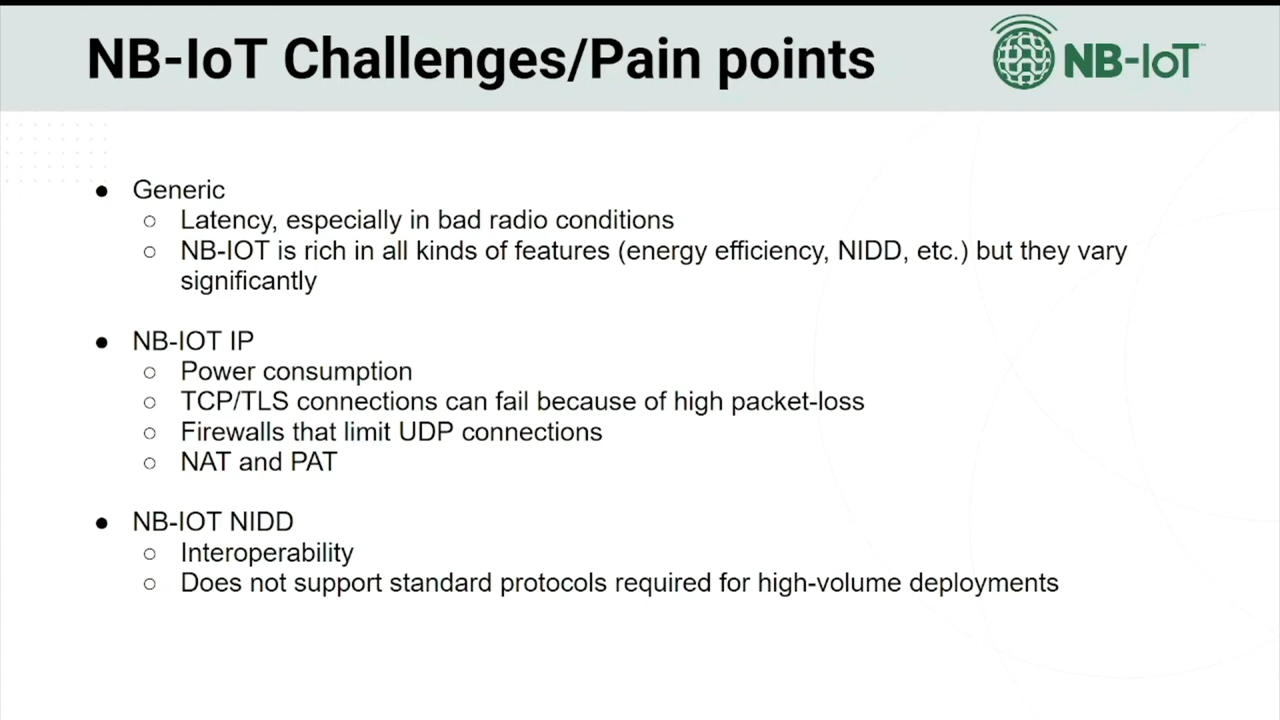 NB-IoT Challenges/Pain points
NB-IoT™
● Generic
○ Latency, especially in bad radio conditions
○ NB-IOT is rich in all kinds of features (energy efficiency, NIDD, etc.) but they vary
significantly
● NB-IOT IP
○ Power consumption
○ TCP/TLS connections can fail because of high packet-loss
○ Firewalls that limit UDP connections
○ NAT and PAT
● NB-IOT NIDD
○ Interoperability
○ Does not support standard protocols required for high-volume deployments